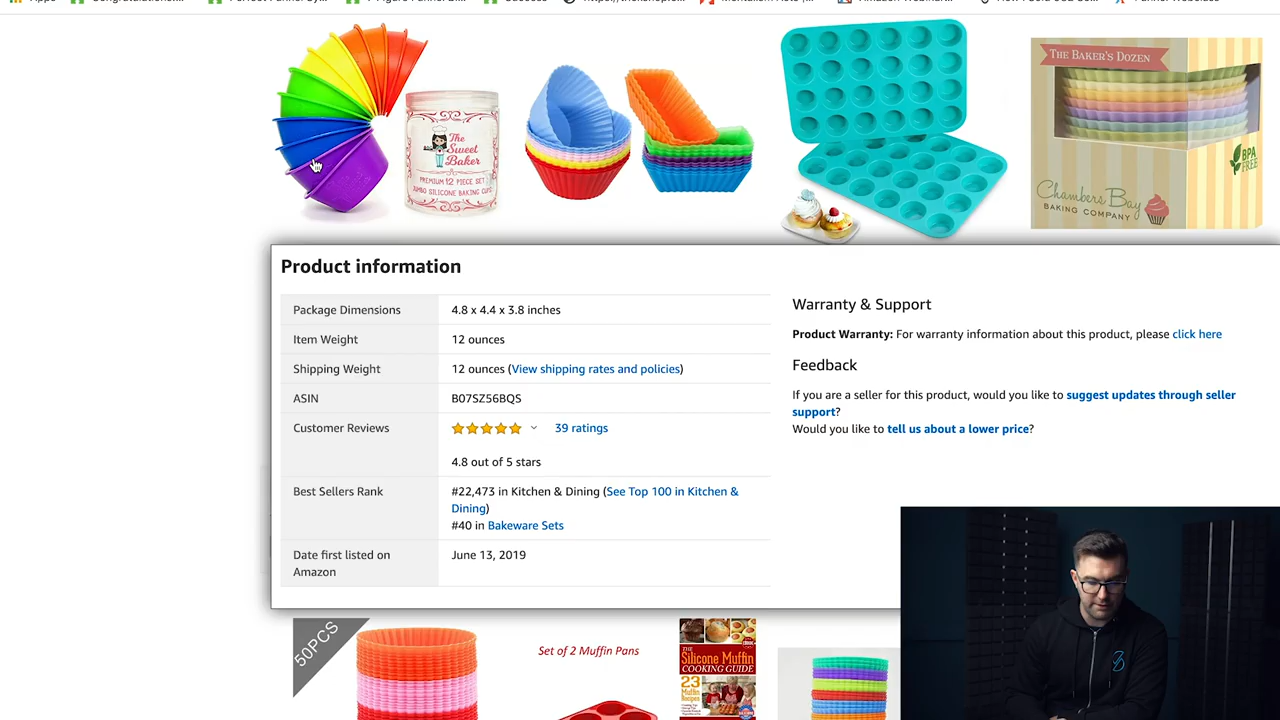 THE BAKER'S DOZEN
The Sweet Baker
PREMIUM 12 PIECE SET
JUMBO SILICONE BAKING CUPS
BPA FREE
Chambers Bay
BAKING COMPANY
Product information
Package Dimensions 4.8 x 4.4 x 3.8 inches
Item Weight 12 ounces
Shipping Weight 12 ounces (View shipping rates and policies)
ASIN B07SZ56BQS
Customer Reviews 39 ratings
4.8 out of 5 stars
Best Sellers Rank #22,473 in Kitchen & Dining (See Top 100 in Kitchen &
Dining)
#40 in Bakeware Sets
Date first listed on June 13, 2019
Amazon
Warranty & Support
Product Warranty: For warranty information about this product, please click here
Feedback
If you are a seller for this product, would you like to suggest updates through seller
support?
Would you like to tell us about a lower price?
50PCS
Set of 2 Muffin Pans
THE
Silicone Muffin
COOKING GUIDE
23
Muffin
Recipes